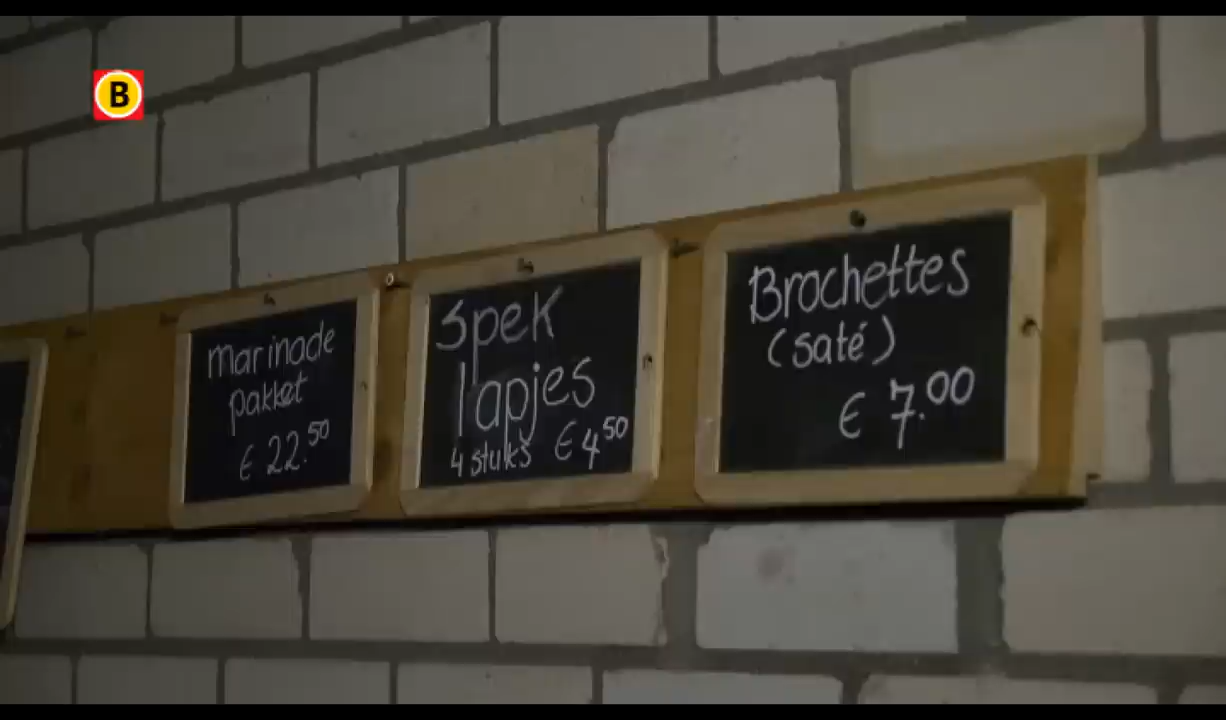 B
marinade
pakket
€ 22.50
Spek
lapjes
4 stuks € 4 50
Brochettes
(saté)
€ 7.00